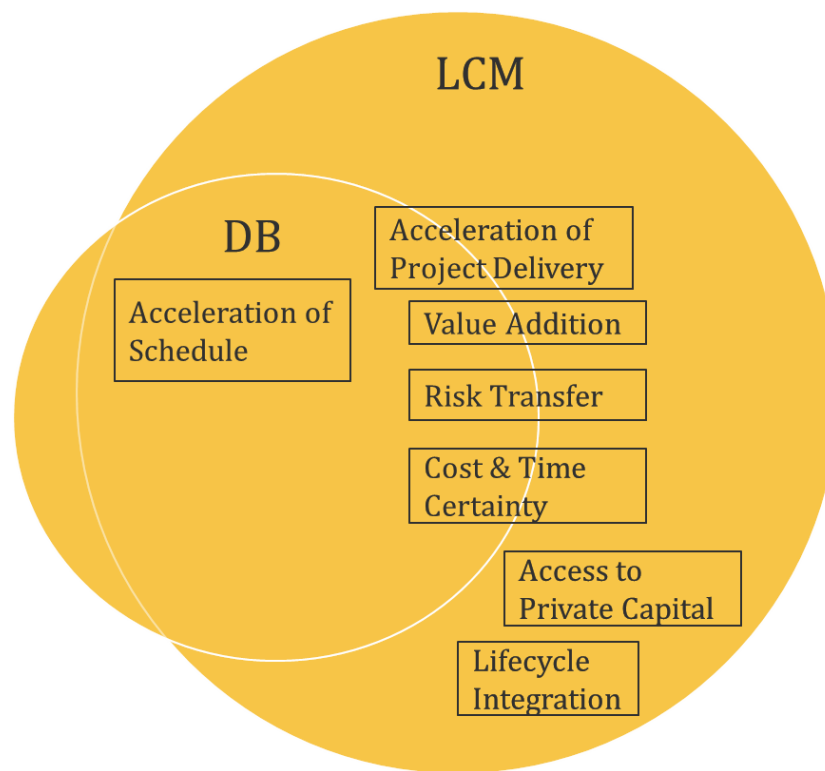 LCM
DB
Acceleration of
Project Delivery
Acceleration of
Schedule
Value Addition
Risk Transfer
Cost & Time
Certainty
Access to
Private Capital
Lifecycle
Integration